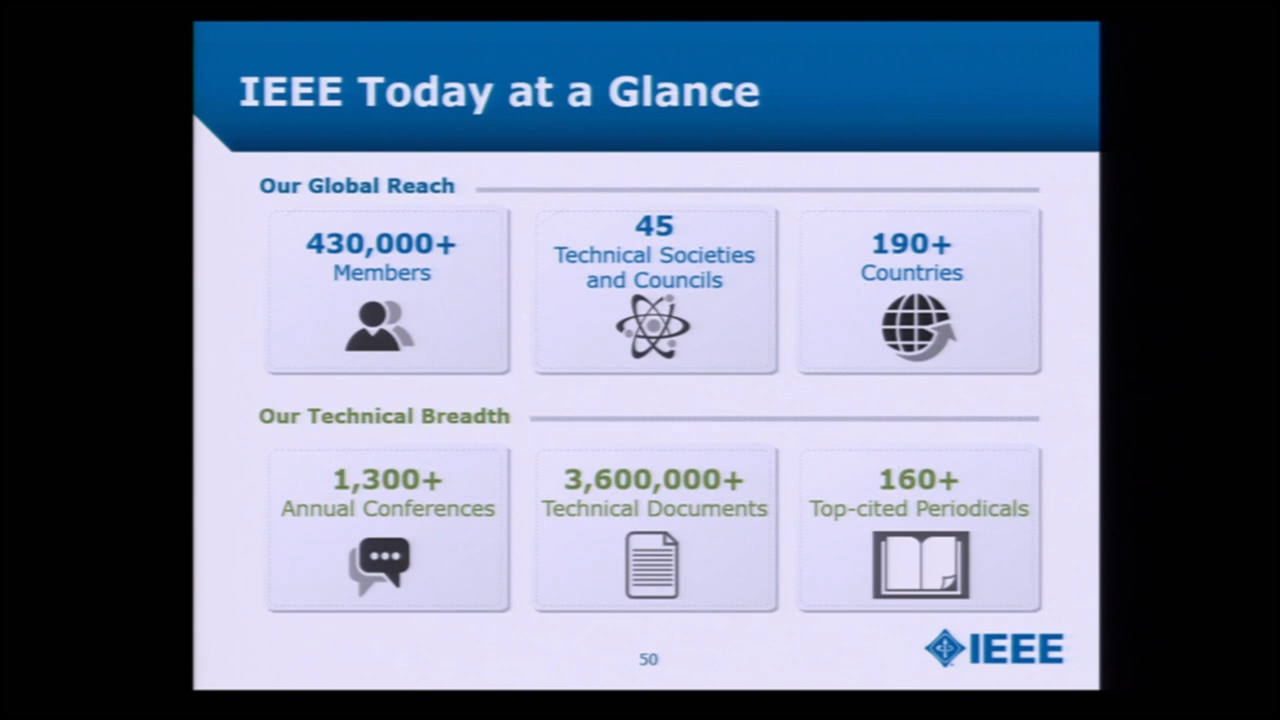 IEEE Today at a Glance
Our Global Reach
430,000+
Members
45
Technical Societies
and Councils
190+
Countries
Our Technical Breadth
1,300+
Annual Conferences
3,600,000+
Technical Documents
160+
Top-cited Periodicals
50
IEEE